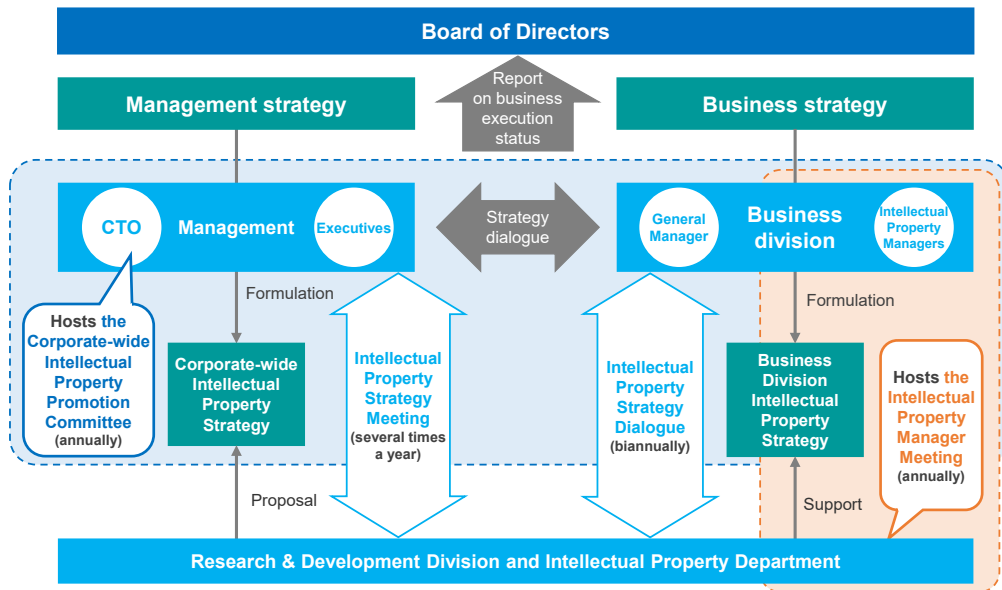 Board of Directors
Management strategy
Report
on business
execution
status
Business strategy
CTO
Management
Executives
Strategy
dialogue
General
Manager
Business
division
Intellectual
Property
Managers
Formulation
Formulation
Hosts the
Corporate-wide
Intellectual
Property
Promotion
Committee
(annually)
Corporate-wide
Intellectual
Property
Strategy
Intellectual
Property
Strategy
Meeting
(several times
a year)
Intellectual
Property
Strategy
Dialogue
(biannually)
Business
Division
Intellectual
Property
Strategy
Hosts the
Intellectual
Property
Manager
Meeting
(annually)
Proposal
Support
Research & Development Division and Intellectual Property Department